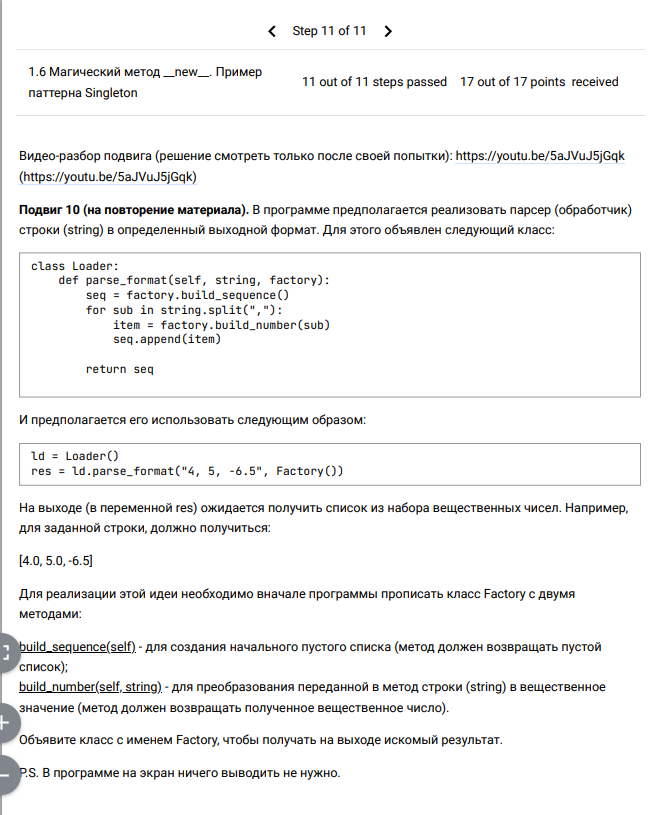 Step 11 of 11
1.6 Магический метод __new__. Пример
паттерна Singleton
11 out of 11 steps passed
17 out of 17 points received
Видео-разбор подвига (решение смотреть только после своей попытки): https://youtu.be/5aJVuJ5jGqk
(https://youtu.be/5aJVuJ5jGqk)
Подвиг 10 (на повторение материала). В программе предполагается реализовать парсер (обработчик)
строки (string) в определенный выходной формат. Для этого объявлен следующий класс:
class Loader:
    def parse_format(self, string, factory):
        seq = factory.build_sequence()
        for sub in string.split(","):
            item = factory.build_number(sub)
            seq.append(item)
        return seq
И предполагается его использовать следующим образом:
ld = Loader()
res = ld.parse_format("4, 5, -6.5", Factory())
На выходе (в переменной res) ожидается получить список из набора вещественных чисел. Например,
для заданной строки, должно получиться:
[4.0, 5.0, -6.5]
Для реализации этой идеи необходимо вначале программы прописать класс Factory с двумя
методами:
build_sequence(self) - для создания начального пустого списка (метод должен возвращать пустой
список);
build_number(self, string) - для преобразования переданной в метод строки (string) в вещественное
значение (метод должен возвращать полученное вещественное число).
Объявите класс с именем Factory, чтобы получать на выходе искомый результат.
P.S. В программе на экран ничего выводить не нужно.